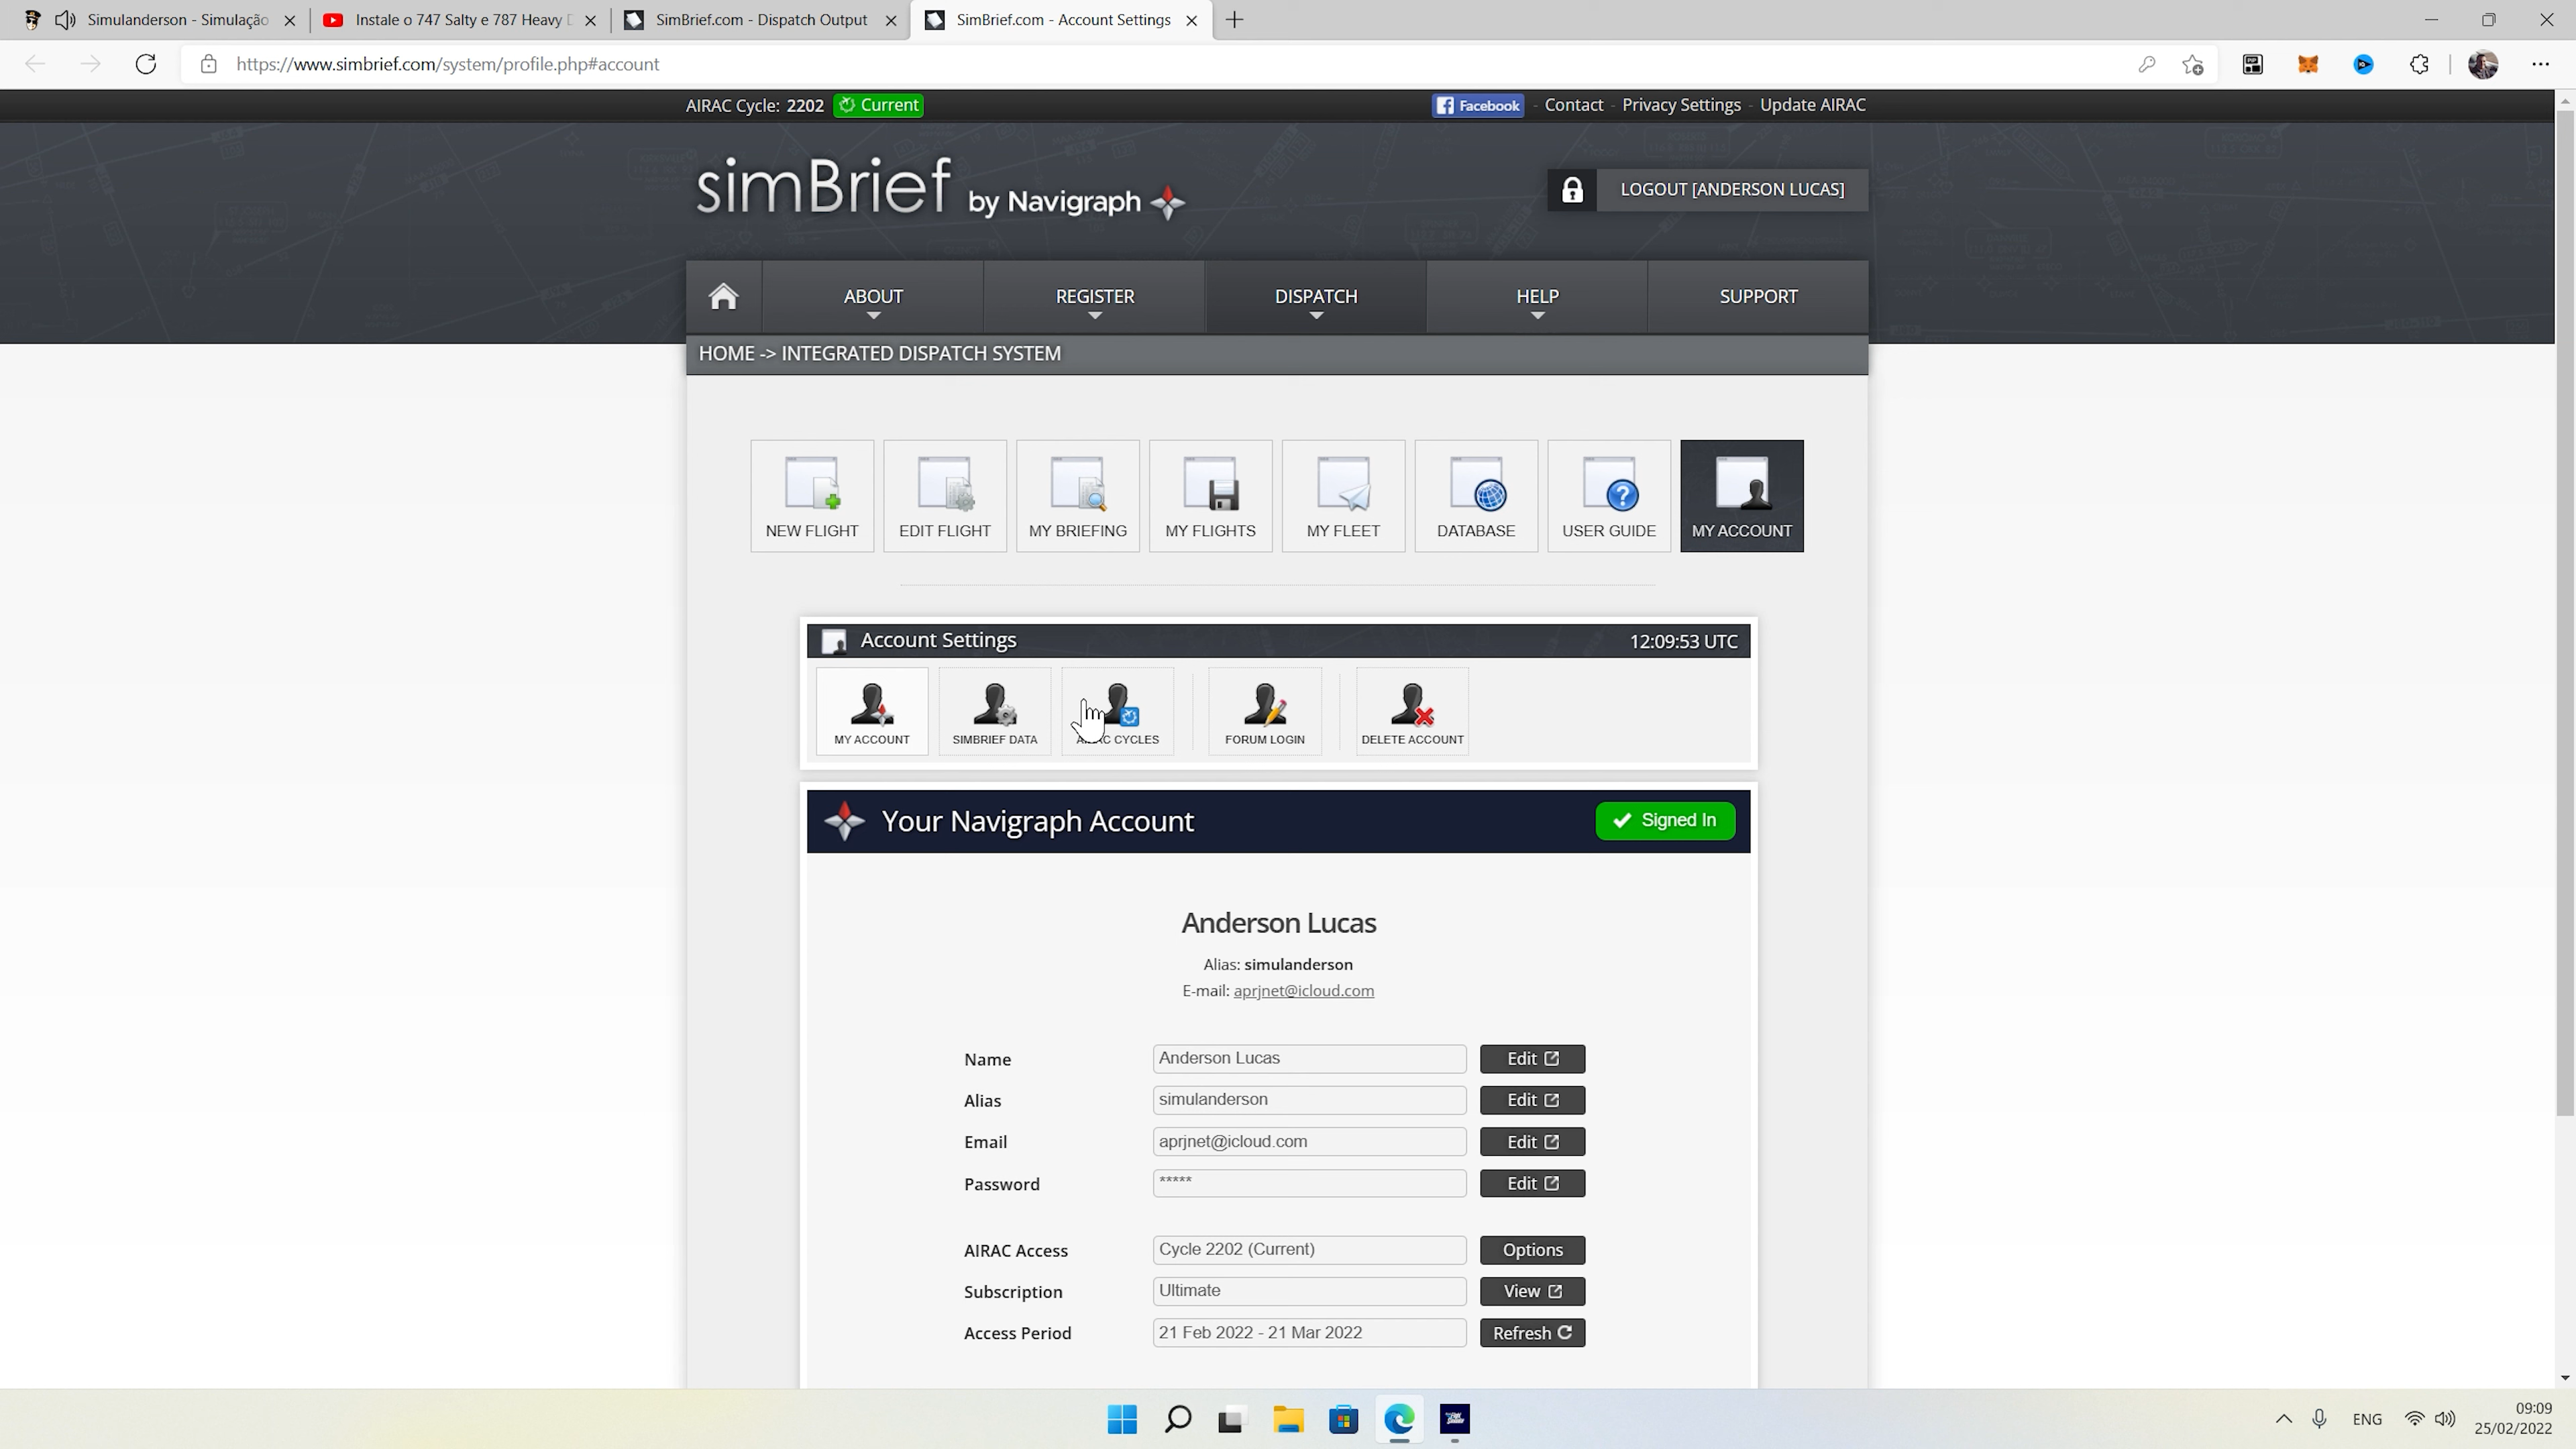 Simulanderson - Simulação
Instale o 747 Salty e 787 Heavy
SimBrief.com - Dispatch Output
SimBrief.com - Account Settings
https://www.simbrief.com/system/profile.php#account
AIRAC Cycle: 2202 Current
Facebook - Contact - Privacy Settings - Update AIRAC
simBrief by Navigraph
LOGOUT [ANDERSON LUCAS]
ABOUT
REGISTER
DISPATCH
HELP
SUPPORT
HOME -> INTEGRATED DISPATCH SYSTEM
NEW FLIGHT
EDIT FLIGHT
MY BRIEFING
MY FLIGHTS
MY FLEET
DATABASE
USER GUIDE
MY ACCOUNT
Account Settings
12:09:53 UTC
MY ACCOUNT
SIMBRIEF DATA
CYCLES
FORUM LOGIN
DELETE ACCOUNT
Your Navigraph Account
Signed In
Anderson Lucas
Alias: simulanderson
E-mail: aprjnet@icloud.com
Name Anderson Lucas Edit
Alias simulanderson Edit
Email aprjnet@icloud.com Edit
Password ***** Edit
AIRAC Access Cycle 2202 (Current) Options
Subscription Ultimate View
Access Period 21 Feb 2022 - 21 Mar 2022 Refresh
ENG
09:09
25/02/2022